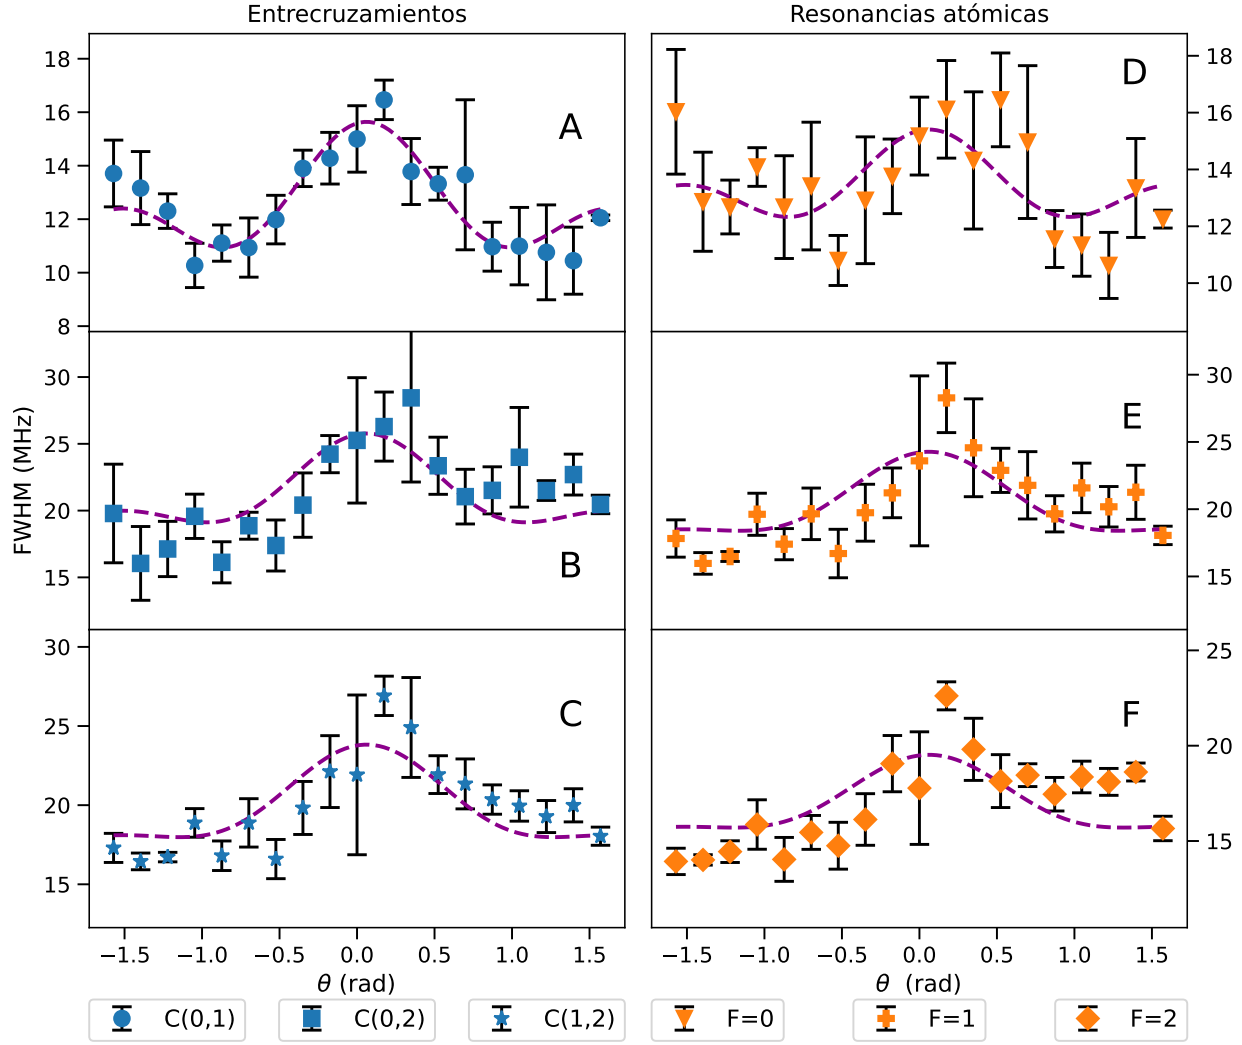 Entrecruzamientos
Resonancias atómicas
18
16
14
12
10
8
A
18
16
14
12
10
D
FWHM (MHz)
30
25
20
15
B
30
25
20
15
E
30
25
20
15
C
25
20
15
F
−1.5 −1.0 −0.5 0.0 0.5 1.0 1.5
−1.5 −1.0 −0.5 0.0 0.5 1.0 1.5
θ (rad)
θ (rad)
C(0,1)
C(0,2)
C(1,2)
F=0
F=1
F=2